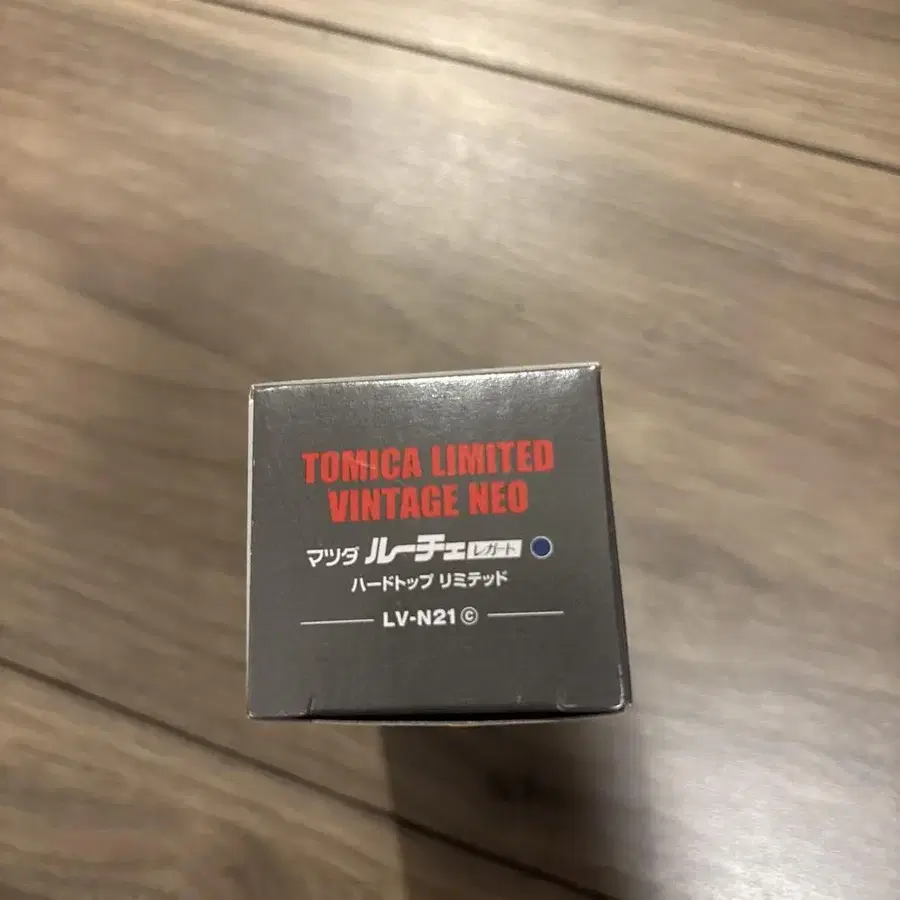 TOMICA LIMITED
VINTAGE NEO
マツダ ルーチェ レガート
ハードトップ リミテッド
LV-N21 ©